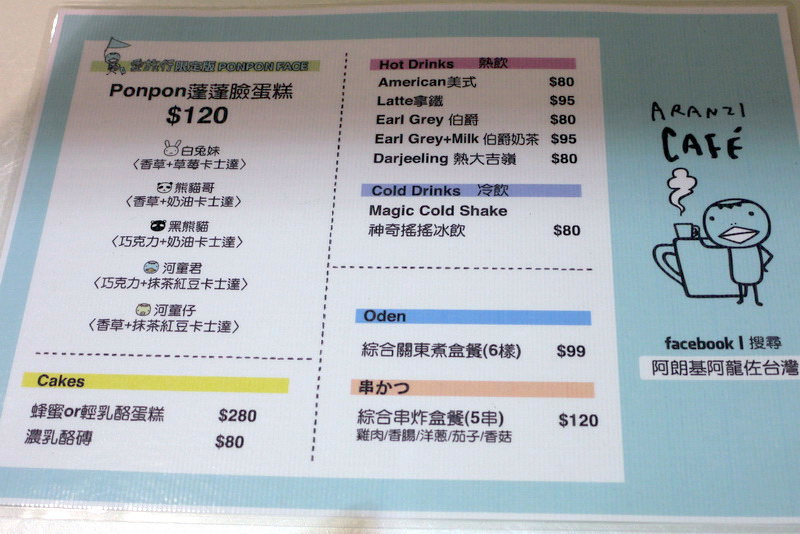 愛旅行限定版 PONPON FACE
Ponpon蓬蓬臉蛋糕
$120
白兔妹
〈香草+草莓卡士達〉
熊貓哥
〈香草+奶油卡士達〉
黑熊貓
〈巧克力+奶油卡士達〉
河童君
〈巧克力+抹茶紅豆卡士達〉
河童仔
〈香草+抹茶紅豆卡士達〉
Cakes
蜂蜜or輕乳酪蛋糕 $280
濃乳酪磚 $80
Hot Drinks 熱飲
American美式 $80
Latte拿鐵 $95
Earl Grey 伯爵 $80
Earl Grey+Milk 伯爵奶茶 $95
Darjeeling 熱大吉嶺 $80
Cold Drinks 冷飲
Magic Cold Shake
神奇搖搖冰飲 $80
Oden
綜合關東煮盒餐(6樣) $99
串かつ
綜合串炸盒餐(5串) $120
雞肉/香腸/洋蔥/茄子/香菇
ARANZI
CAFÉ
facebook | 搜尋
阿朗基阿龍佐台灣